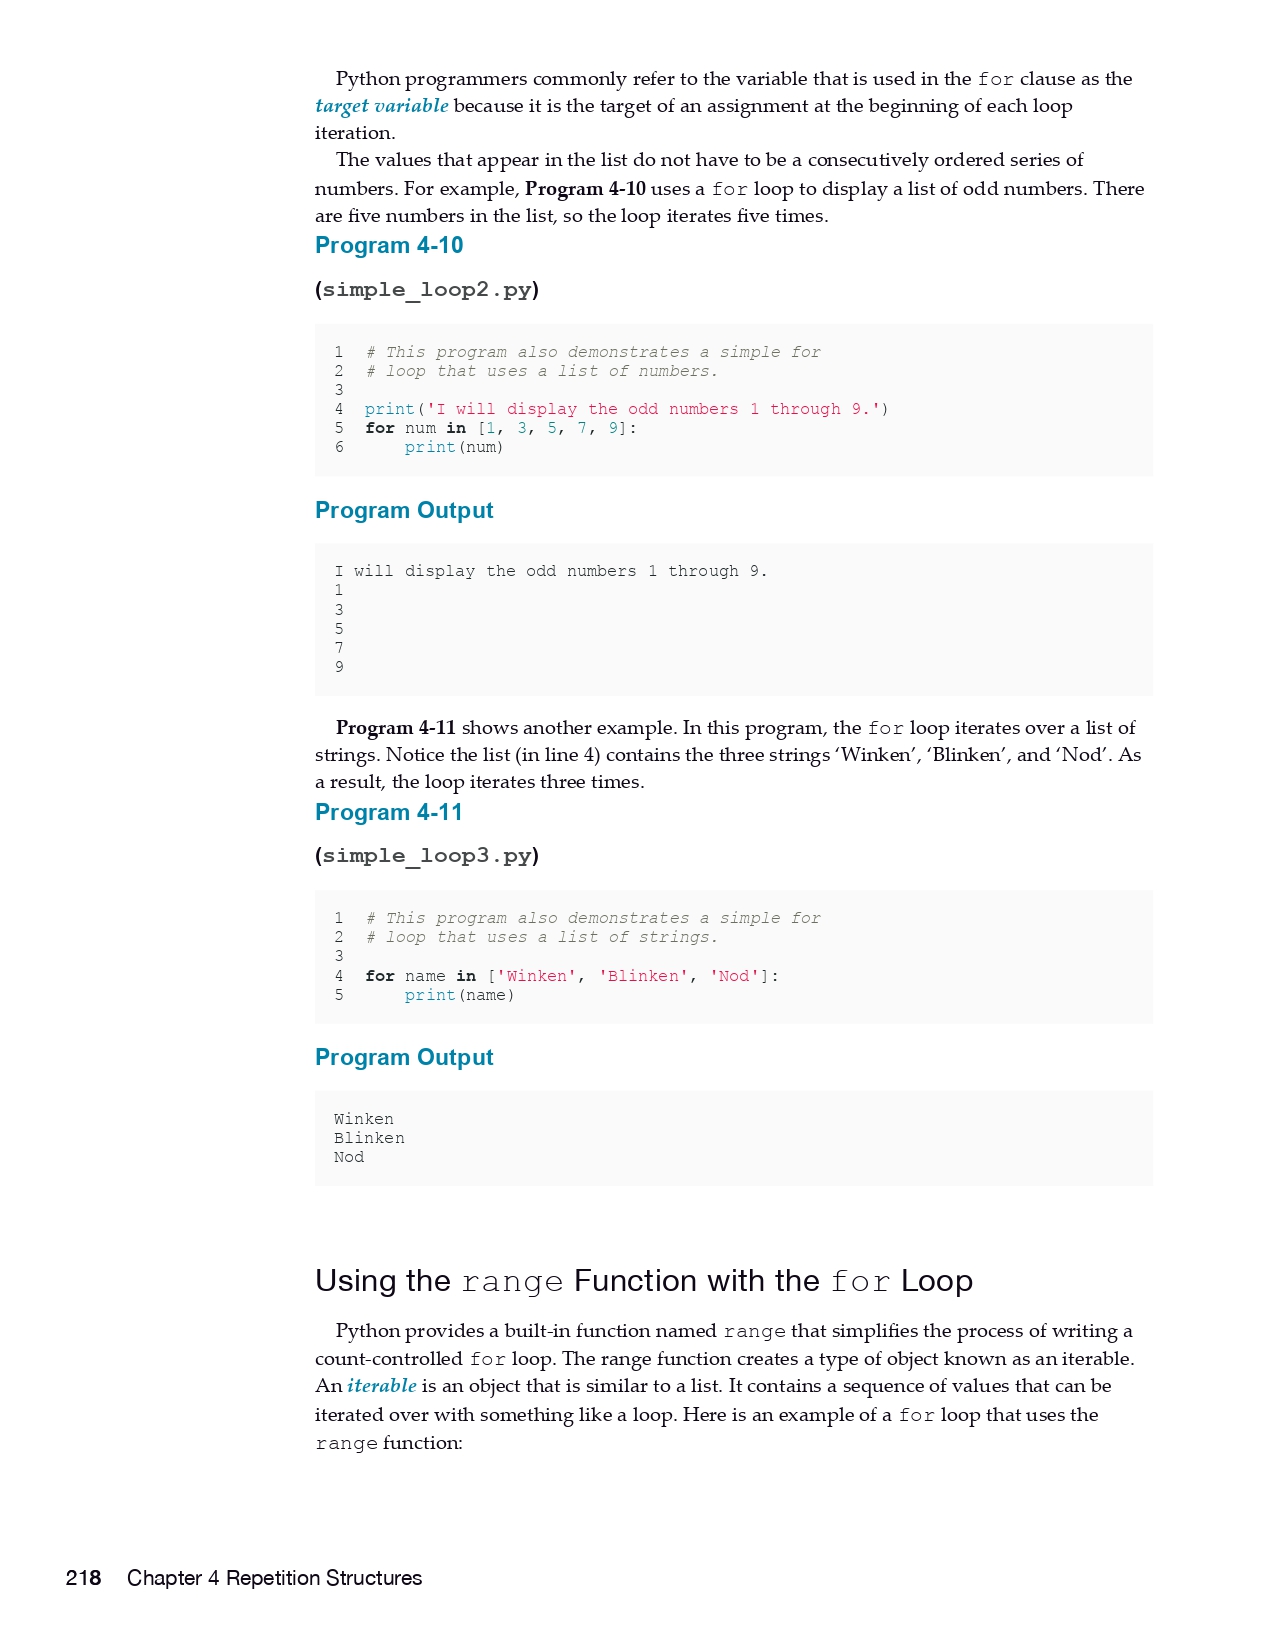 Python programmers commonly refer to the variable that is used in the for clause as the
target variable because it is the target of an assignment at the beginning of each loop
iteration.
The values that appear in the list do not have to be a consecutively ordered series of
numbers. For example, Program 4-10 uses a for loop to display a list of odd numbers. There
are five numbers in the list, so the loop iterates five times.
Program 4-10
(simple_loop2.py)
1  # This program also demonstrates a simple for
2  # loop that uses a list of numbers.
3
4  print('I will display the odd numbers 1 through 9.')
5  for num in [1, 3, 5, 7, 9]:
6      print(num)
Program Output
I will display the odd numbers 1 through 9.
1
3
5
7
9
Program 4-11 shows another example. In this program, the for loop iterates over a list of
strings. Notice the list (in line 4) contains the three strings ‘Winken’, ‘Blinken’, and ‘Nod’. As
a result, the loop iterates three times.
Program 4-11
(simple_loop3.py)
1  # This program also demonstrates a simple for
2  # loop that uses a list of strings.
3
4  for name in ['Winken', 'Blinken', 'Nod']:
5      print(name)
Program Output
Winken
Blinken
Nod
Using the range Function with the for Loop
Python provides a built-in function named range that simplifies the process of writing a
count-controlled for loop. The range function creates a type of object known as an iterable.
An iterable is an object that is similar to a list. It contains a sequence of values that can be
iterated over with something like a loop. Here is an example of a for loop that uses the
range function:
218 Chapter 4 Repetition Structures